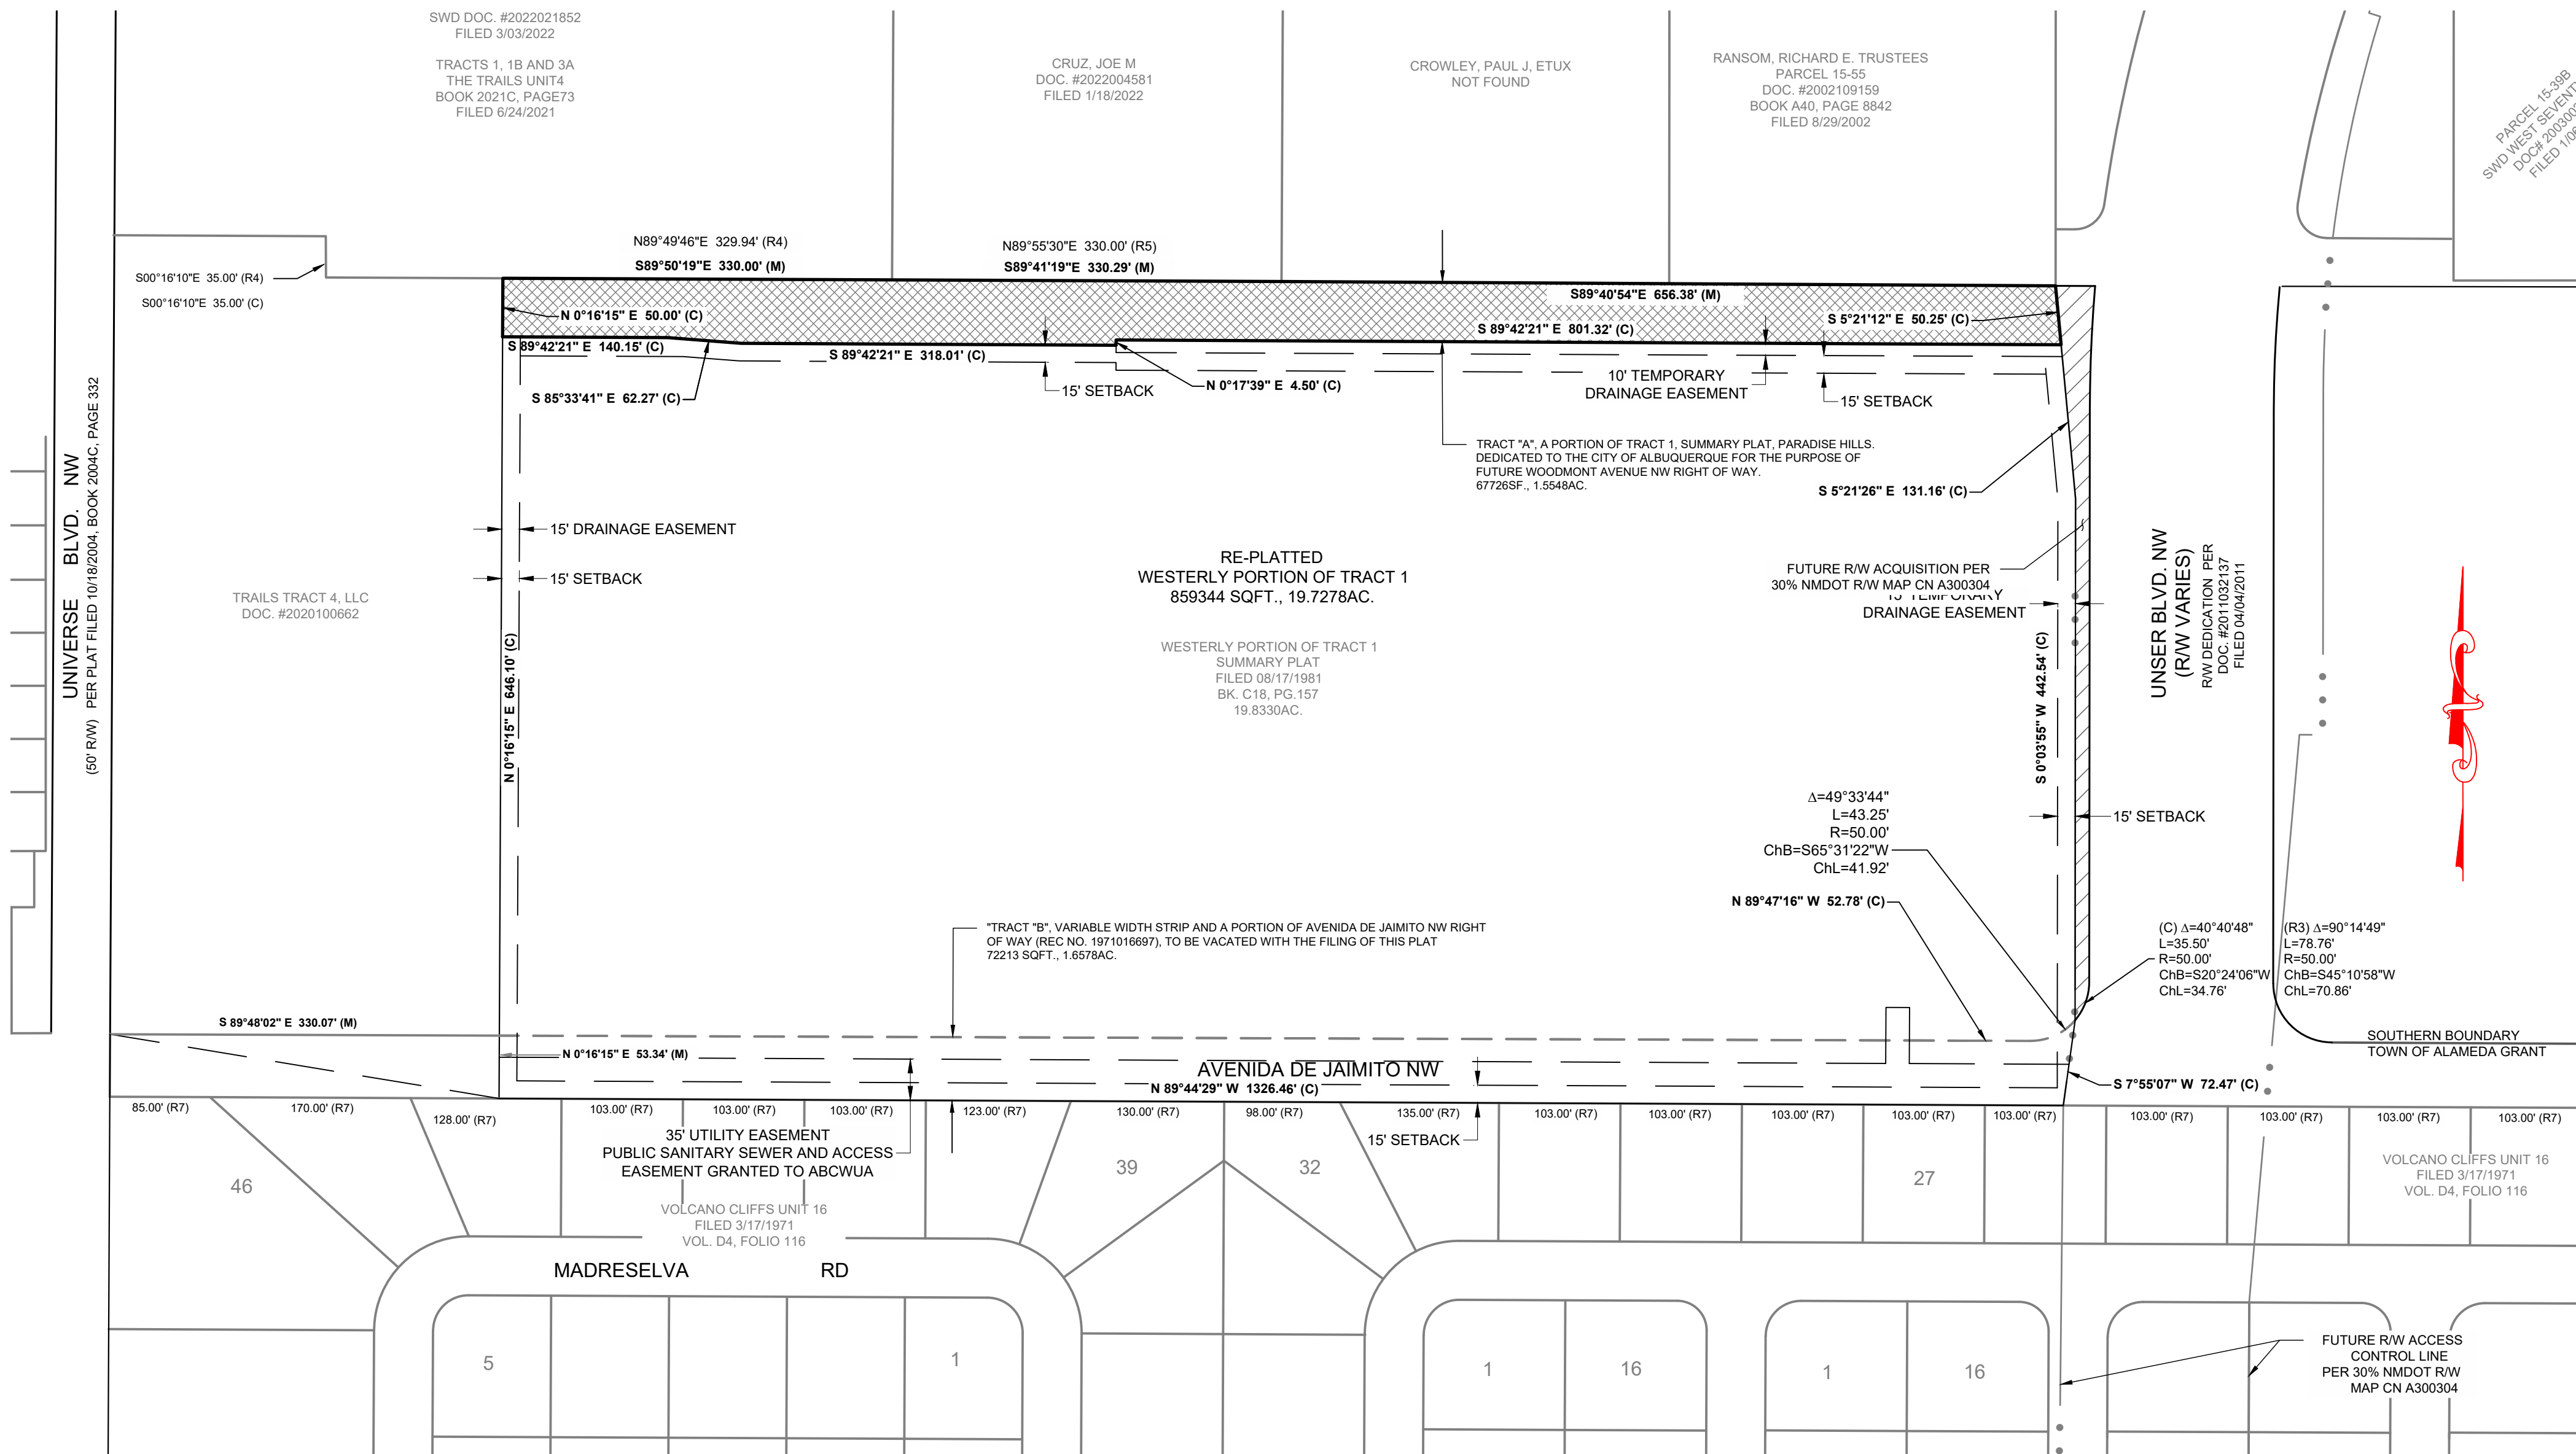 SWD DOC. #2022021852
FILED 3/03/2022
TRACTS 1, 1B AND 3A
THE TRAILS UNIT4
BOOK 2021C, PAGE73
FILED 6/24/2021
CRUZ, JOE M
DOC. #2022004581
FILED 1/18/2022
CROWLEY, PAUL J, ETUX
NOT FOUND
RANSOM, RICHARD E. TRUSTEES
PARCEL 15-55
DOC. #2002109159
BOOK A40, PAGE 8842
FILED 8/29/2002
PARCEL 15-39B
SWD WEST
DOC#
FILED
N89°49'46"E 329.94' (R4)
S89°50'19"E 330.00' (M)
N89°55'30"E 330.00' (R5)
S89°41'19"E 330.29' (M)
S00°16'10"E 35.00' (R4)
S00°16'10"E 35.00' (C)
S89°40'54"E 656.38' (M)
N 0°16'15" E 50.00' (C)
S 89°42'21" E 801.32' (C)
S 5°21'12" E 50.25' (C)
S 89°42'21" E 140.15' (C)
S 89°42'21" E 318.01' (C)
S 85°33'41" E 62.27' (C)
15' SETBACK
N 0°17'39" E 4.50' (C)
10' TEMPORARY
DRAINAGE EASEMENT
15' SETBACK
TRACT "A", A PORTION OF TRACT 1, SUMMARY PLAT, PARADISE HILLS.
DEDICATED TO THE CITY OF ALBUQUERQUE FOR THE PURPOSE OF
FUTURE WOODMONT AVENUE NW RIGHT OF WAY.
67726SF., 1.5548AC.
S 5°21'26" E 131.16' (C)
UNIVERSE BLVD. NW
(50' R/W) PER PLAT FILED 10/18/2004, BOOK 2004C, PAGE 332
15' DRAINAGE EASEMENT
15' SETBACK
TRAILS TRACT 4, LLC
DOC. #2020100662
N 0°16'15" E 646.10' (C)
RE-PLATTED
WESTERLY PORTION OF TRACT 1
859344 SQFT., 19.7278AC.
WESTERLY PORTION OF TRACT 1
SUMMARY PLAT
FILED 08/17/1981
BK. C18, PG.157
19.8330AC.
FUTURE R/W ACQUISITION PER
30% NMDOT R/W MAP CN A300304
15' TEMPORARY
DRAINAGE EASEMENT
S 0°03'55" W 442.54' (C)
UNSER BLVD. NW
(R/W VARIES)
R/W DEDICATION PER
DOC. #2011032137
FILED 04/04/2011
Δ=49°33'44"
L=43.25'
R=50.00'
ChB=S65°31'22"W
ChL=41.92'
15' SETBACK
N 89°47'16" W 52.78' (C)
(C) Δ=40°40'48"
L=35.50'
R=50.00'
ChB=S20°24'06"W
ChL=34.76'
(R3) Δ=90°14'49"
L=78.76'
R=50.00'
ChB=S45°10'58"W
ChL=70.86'
"TRACT "B", VARIABLE WIDTH STRIP AND A PORTION OF AVENIDA DE JAIMITO NW RIGHT
OF WAY (REC NO. 1971016697), TO BE VACATED WITH THE FILING OF THIS PLAT
72213 SQFT., 1.6578AC.
S 89°48'02" E 330.07' (M)
N 0°16'15" E 53.34' (M)
AVENIDA DE JAIMITO NW
N 89°44'29" W 1326.46' (C)
SOUTHERN BOUNDARY
TOWN OF ALAMEDA GRANT
S 7°55'07" W 72.47' (C)
85.00' (R7)
170.00' (R7)
128.00' (R7)
103.00' (R7)
103.00' (R7)
103.00' (R7)
123.00' (R7)
130.00' (R7)
98.00' (R7)
135.00' (R7)
103.00' (R7)
103.00' (R7)
103.00' (R7)
103.00' (R7)
103.00' (R7)
103.00' (R7)
103.00' (R7)
103.00' (R7)
103.00' (R7)
35' UTILITY EASEMENT
PUBLIC SANITARY SEWER AND ACCESS
EASEMENT GRANTED TO ABCWUA
15' SETBACK
46
39
32
27
VOLCANO CLIFFS UNIT 16
FILED 3/17/1971
VOL. D4, FOLIO 116
VOLCANO CLIFFS UNIT 16
FILED 3/17/1971
VOL. D4, FOLIO 116
MADRESELVA RD
5
1
1
16
1
16
FUTURE R/W ACCESS
CONTROL LINE
PER 30% NMDOT R/W
MAP CN A300304